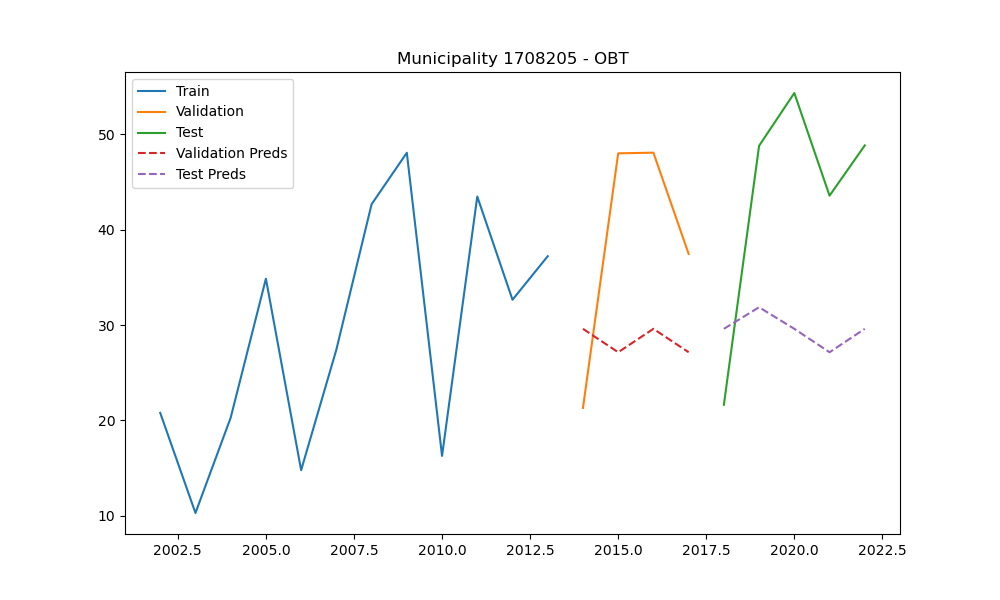 Municipality 1708205 - OBT
Train
Validation
Test
Validation Preds
Test Preds
50
40
30
20
10
2002.5 2005.0 2007.5 2010.0 2012.5 2015.0 2017.5 2020.0 2022.5